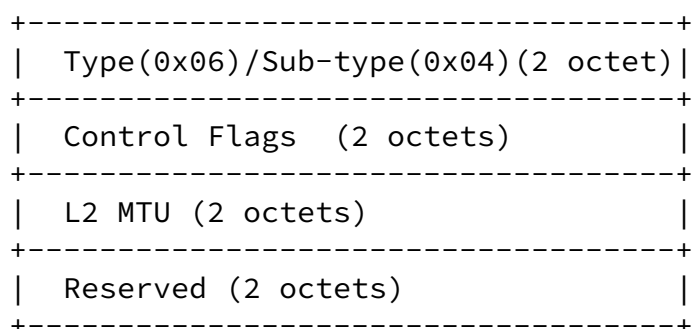 +------------------------------------+
|  Type(0x06)/Sub-type(0x04)(2 octet)|
+------------------------------------+
|  Control Flags  (2 octets)         |
+------------------------------------+
|  L2 MTU (2 octets)                 |
+------------------------------------+
|  Reserved (2 octets)               |
+------------------------------------+